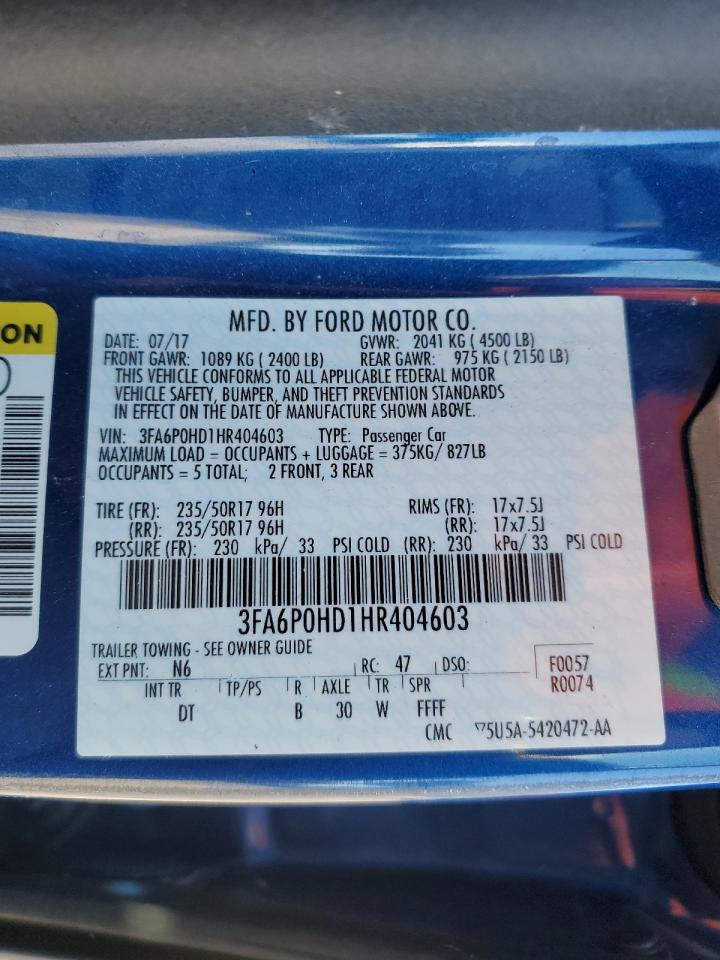 ON
MFD. BY FORD MOTOR CO.
DATE: 07/17 GVWR: 2041 KG ( 4500 LB)
FRONT GAWR: 1089 KG ( 2400 LB) REAR GAWR: 975 KG ( 2150 LB)
THIS VEHICLE CONFORMS TO ALL APPLICABLE FEDERAL MOTOR
VEHICLE SAFETY, BUMPER, AND THEFT PREVENTION STANDARDS
IN EFFECT ON THE DATE OF MANUFACTURE SHOWN ABOVE.
VIN: 3FA6P0HD1HR404603 TYPE: Passenger Car
MAXIMUM LOAD = OCCUPANTS + LUGGAGE = 375KG/ 827LB
OCCUPANTS = 5 TOTAL; 2 FRONT, 3 REAR
TIRE (FR): 235/50R17 96H RIMS (FR): 17x7.5J
(RR): 235/50R17 96H (RR): 17x7.5J
PRESSURE (FR): 230 kPa/ 33 PSI COLD (RR): 230 kPa/ 33 PSI COLD
3FA6P0HD1HR404603
TRAILER TOWING - SEE OWNER GUIDE
EXT PNT: N6 RC: 47 DSO: F0057
R0074
INT TR TP/PS R AXLE TR SPR
DT B 30 W FFFF
CMC 5U5A-5420472-AA